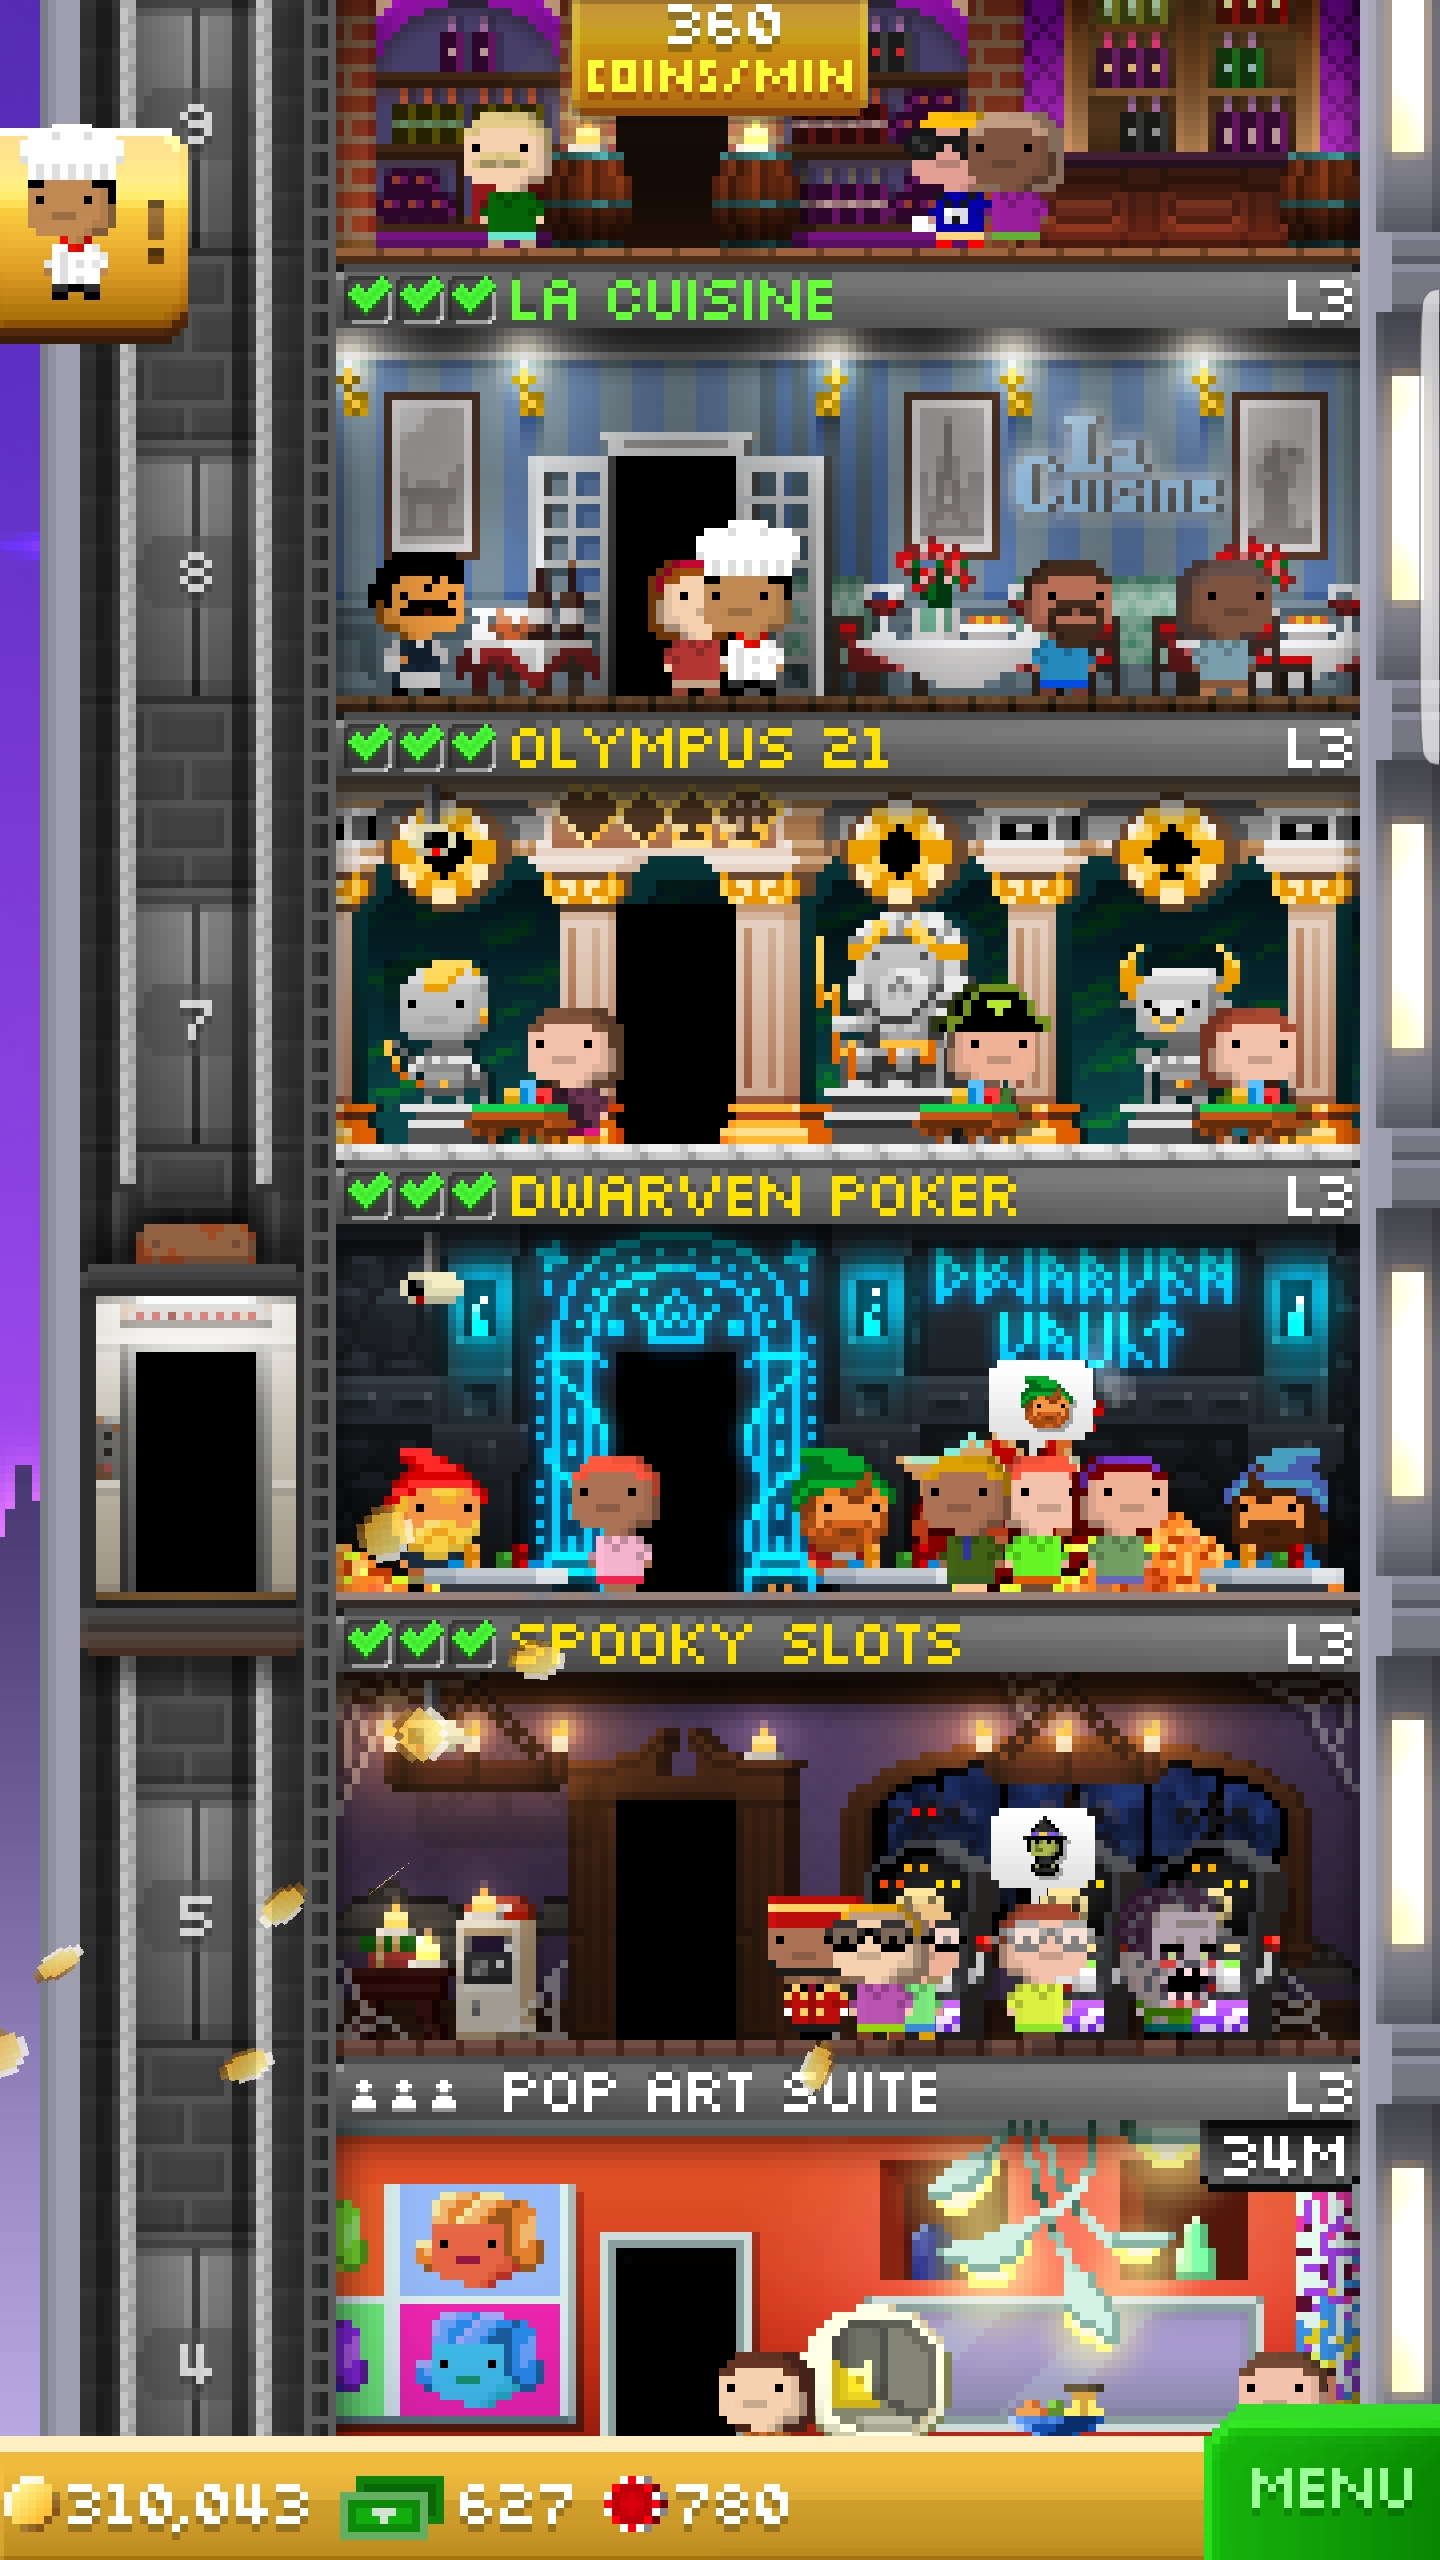 360
COINS/MIN
9
!
LA CUISINE L3
La
Cuisine
8
OLYMPUS 21 L3
7
DWARVEN POKER L3
DWARVEN
VAULT
SPOOKY SLOTS L3
5
POP ART SUITE L3
34M
4
310,043 627 780
MENU